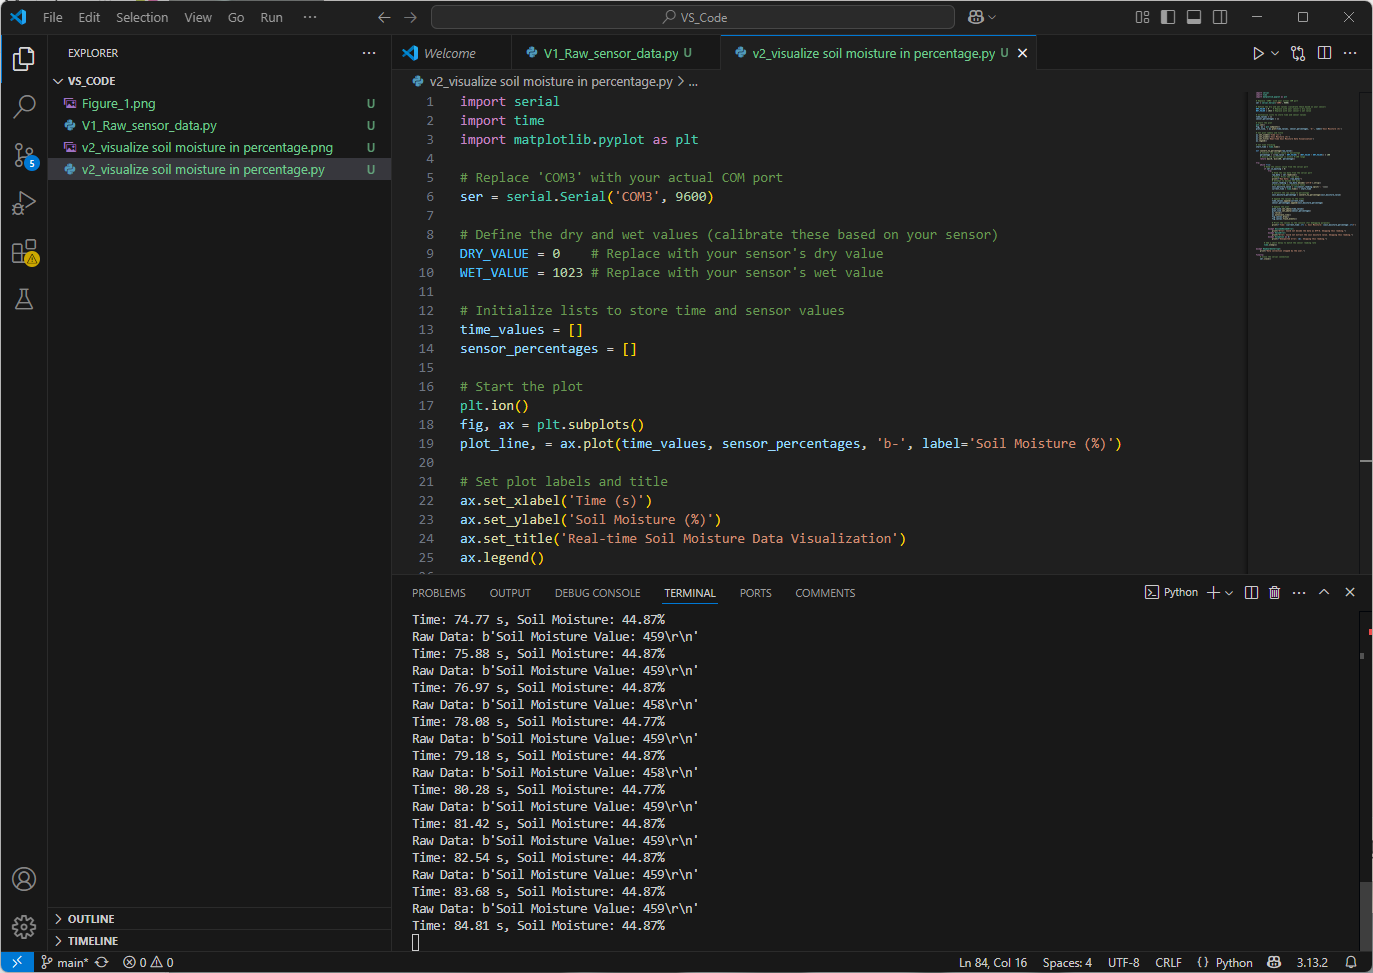 File Edit Selection View Go Run ···
VS_Code
EXPLORER
VS_CODE
Figure_1.png U
V1_Raw_sensor_data.py U
v2_visualize soil moisture in percentage.png U
v2_visualize soil moisture in percentage.py U
5
OUTLINE
TIMELINE
Welcome
V1_Raw_sensor_data.py U
v2_visualize soil moisture in percentage.py U
v2_visualize soil moisture in percentage.py > ...
1 import serial
2 import time
3 import matplotlib.pyplot as plt
4
5 # Replace 'COM3' with your actual COM port
6 ser = serial.Serial('COM3', 9600)
7
8 # Define the dry and wet values (calibrate these based on your sensor)
9 DRY_VALUE = 0    # Replace with your sensor's dry value
10 WET_VALUE = 1023 # Replace with your sensor's wet value
11
12 # Initialize lists to store time and sensor values
13 time_values = []
14 sensor_percentages = []
15
16 # Start the plot
17 plt.ion()
18 fig, ax = plt.subplots()
19 plot_line, = ax.plot(time_values, sensor_percentages, 'b-', label='Soil Moisture (%)')
20
21 # Set plot labels and title
22 ax.set_xlabel('Time (s)')
23 ax.set_ylabel('Soil Moisture (%)')
24 ax.set_title('Real-time Soil Moisture Data Visualization')
25 ax.legend()
PROBLEMS OUTPUT DEBUG CONSOLE TERMINAL PORTS COMMENTS
Python
Time: 74.77 s, Soil Moisture: 44.87%
Raw Data: b'Soil Moisture Value: 459\r\n'
Time: 75.88 s, Soil Moisture: 44.87%
Raw Data: b'Soil Moisture Value: 459\r\n'
Time: 76.97 s, Soil Moisture: 44.87%
Raw Data: b'Soil Moisture Value: 458\r\n'
Time: 78.08 s, Soil Moisture: 44.77%
Raw Data: b'Soil Moisture Value: 459\r\n'
Time: 79.18 s, Soil Moisture: 44.87%
Raw Data: b'Soil Moisture Value: 458\r\n'
Time: 80.28 s, Soil Moisture: 44.77%
Raw Data: b'Soil Moisture Value: 459\r\n'
Time: 81.42 s, Soil Moisture: 44.87%
Raw Data: b'Soil Moisture Value: 459\r\n'
Time: 82.54 s, Soil Moisture: 44.87%
Raw Data: b'Soil Moisture Value: 459\r\n'
Time: 83.68 s, Soil Moisture: 44.87%
Raw Data: b'Soil Moisture Value: 459\r\n'
Time: 84.81 s, Soil Moisture: 44.87%
main* 0 0 Ln 84, Col 16 Spaces: 4 UTF-8 CRLF {} Python 3.13.2